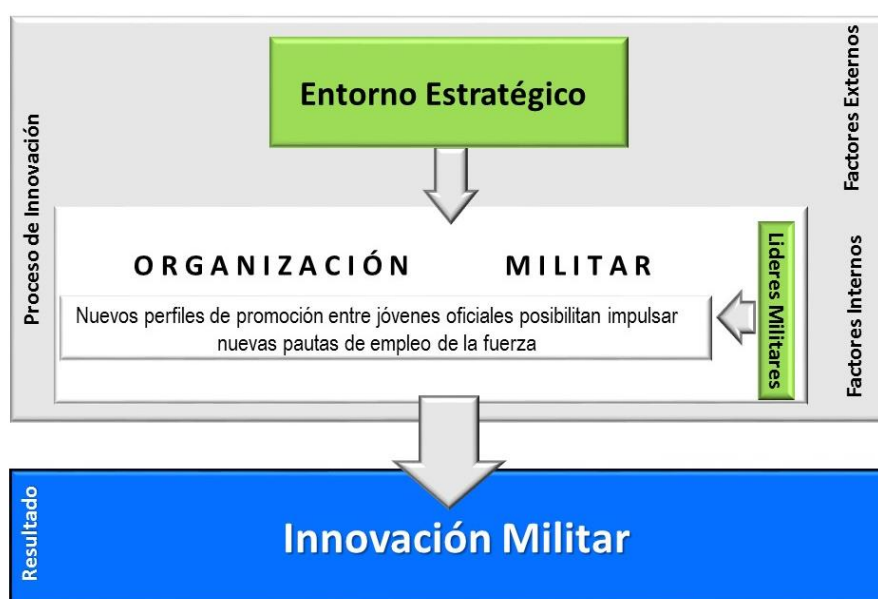 Entorno Estratégico
Factores Externos
Proceso de Innovación
ORGANIZACIÓN MILITAR
Nuevos perfiles de promoción entre jóvenes oficiales posibilitan impulsar
nuevas pautas de empleo de la fuerza
Lideres Militares
Factores Internos
Resultado
Innovación Militar